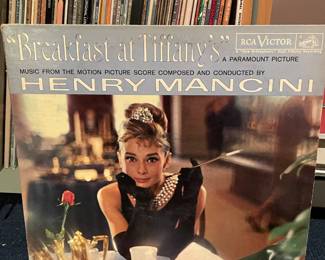 "Breakfast at Tiffany's"
RCA VICTOR
A PARAMOUNT PICTURE
MUSIC FROM THE MOTION PICTURE SCORE COMPOSED AND CONDUCTED BY
HENRY MANCINI